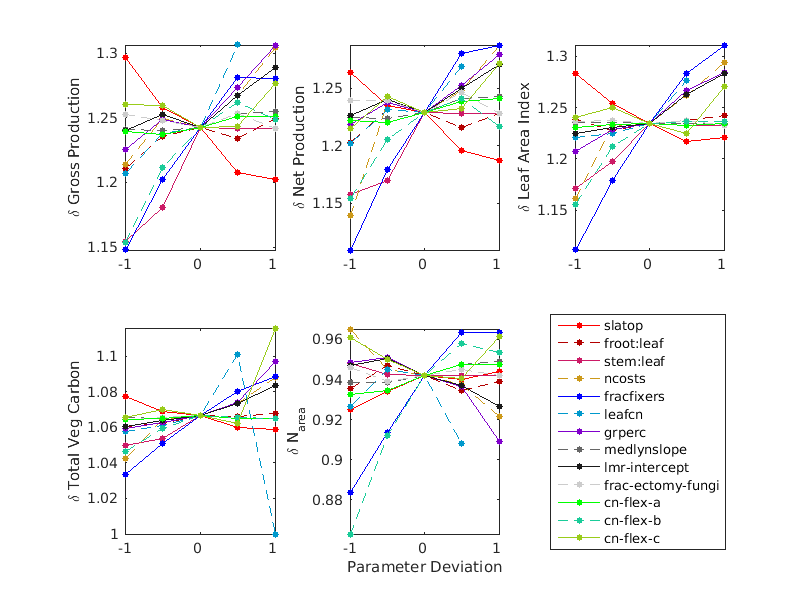 1.3
1.25
1.2
1.15
-1
0
1
δ Gross Production
1.25
1.2
1.15
-1
0
1
δ Net Production
1.3
1.25
1.2
1.15
-1
0
1
δ Leaf Area Index
1.1
1.08
1.06
1.04
1.02
1
-1
0
1
δ Total Veg Carbon
0.96
0.94
0.92
0.9
0.88
-1
0
1
δ Narea
Parameter Deviation
slatop
froot:leaf
stem:leaf
ncosts
fracfixers
leafcn
grperc
medlynslope
lmr-intercept
frac-ectomy-fungi
cn-flex-a
cn-flex-b
cn-flex-c